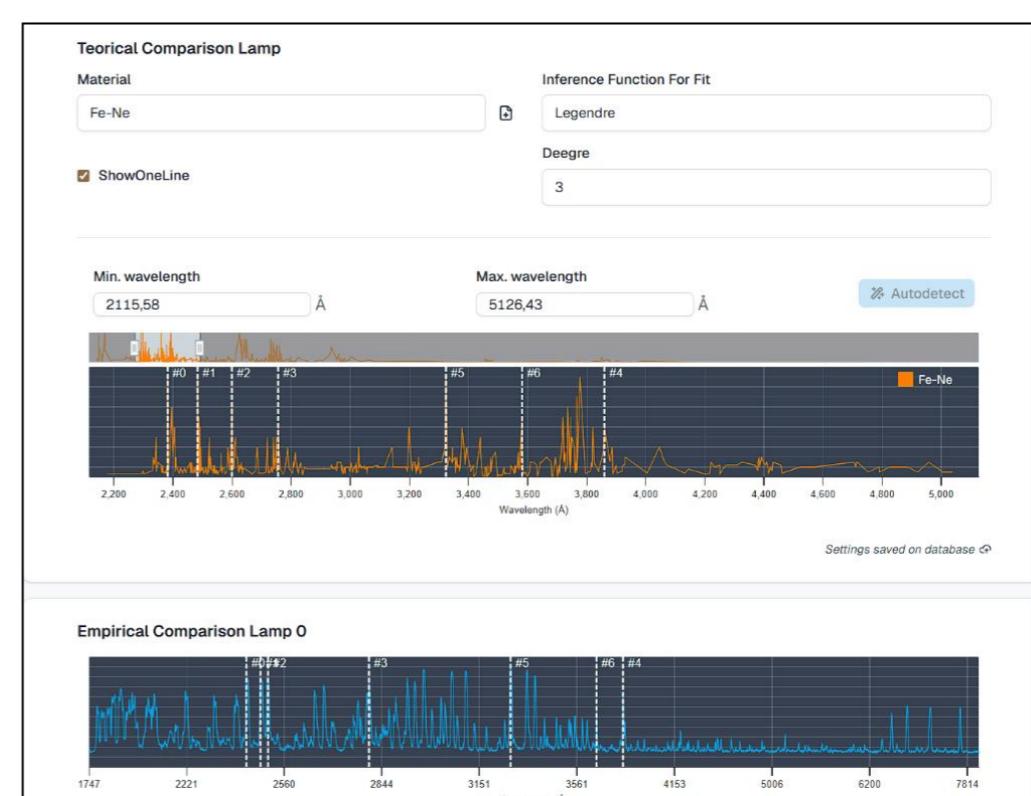 Teorical Comparison Lamp
Material
Inference Function For Fit
Fe-Ne
Legendre
Deegre
ShowOneLine
3
Min. wavelength
Max. wavelength
2115,58 Å
5126,43 Å
Autodetect
#0 #1 #2 #3 #5 #6 #4
Fe-Ne
2,200 2,400 2,600 2,800 3,000 3,200 3,400 3,600 3,800 4,000 4,200 4,400 4,600 4,800 5,000
Wavelength (Å)
Settings saved on database
Empirical Comparison Lamp 0
#0 #1 #2 #3 #5 #6 #4
1747 2221 2560 2844 3151 3561 4153 5006 6200 7814